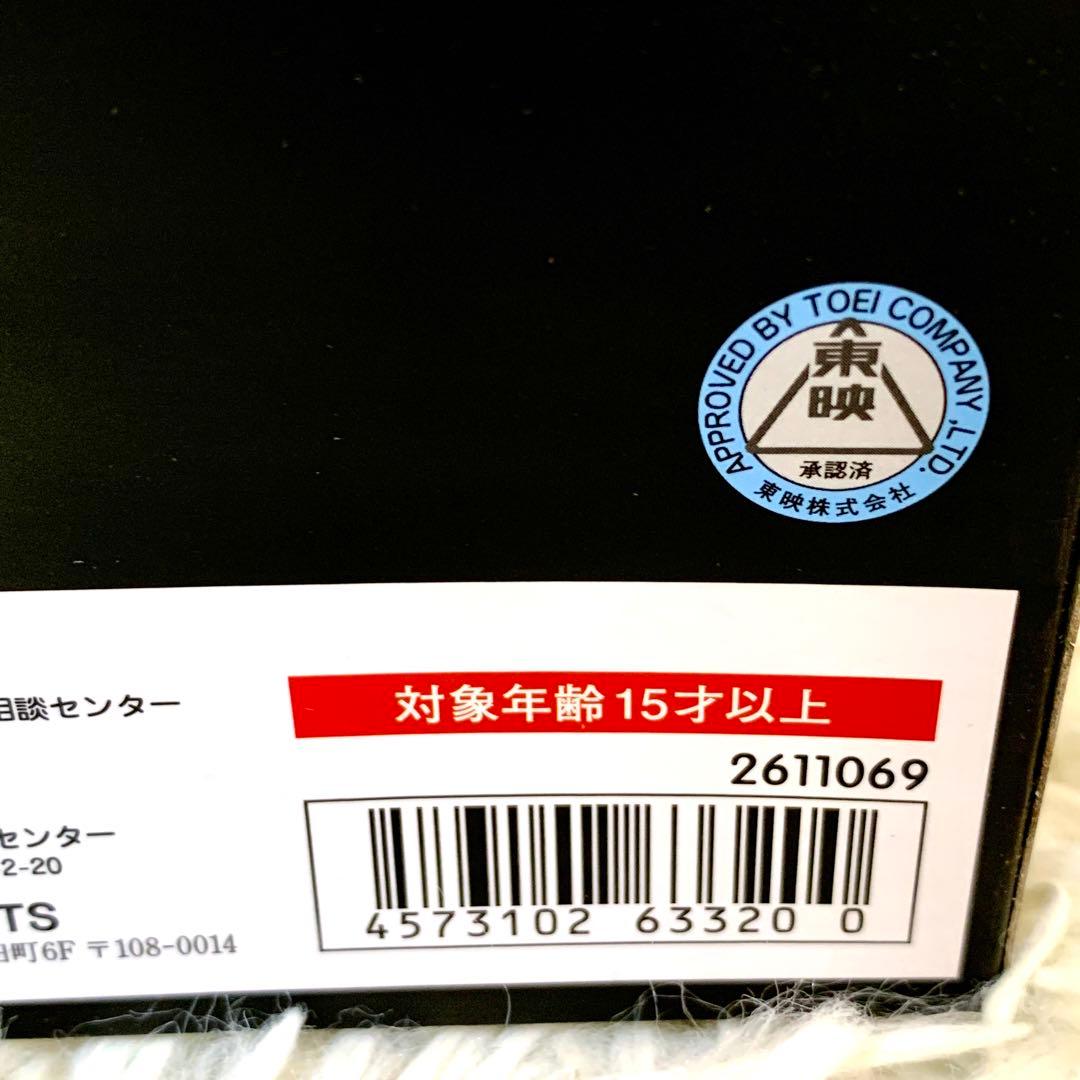 APPROVED BY TOEI COMPANY ,LTD.
東映
承認済
東映株式会社
相談センター
対象年齢15才以上
2611069
センター
2-20
TS
町6F 〒108-0014
4573102 63320 0